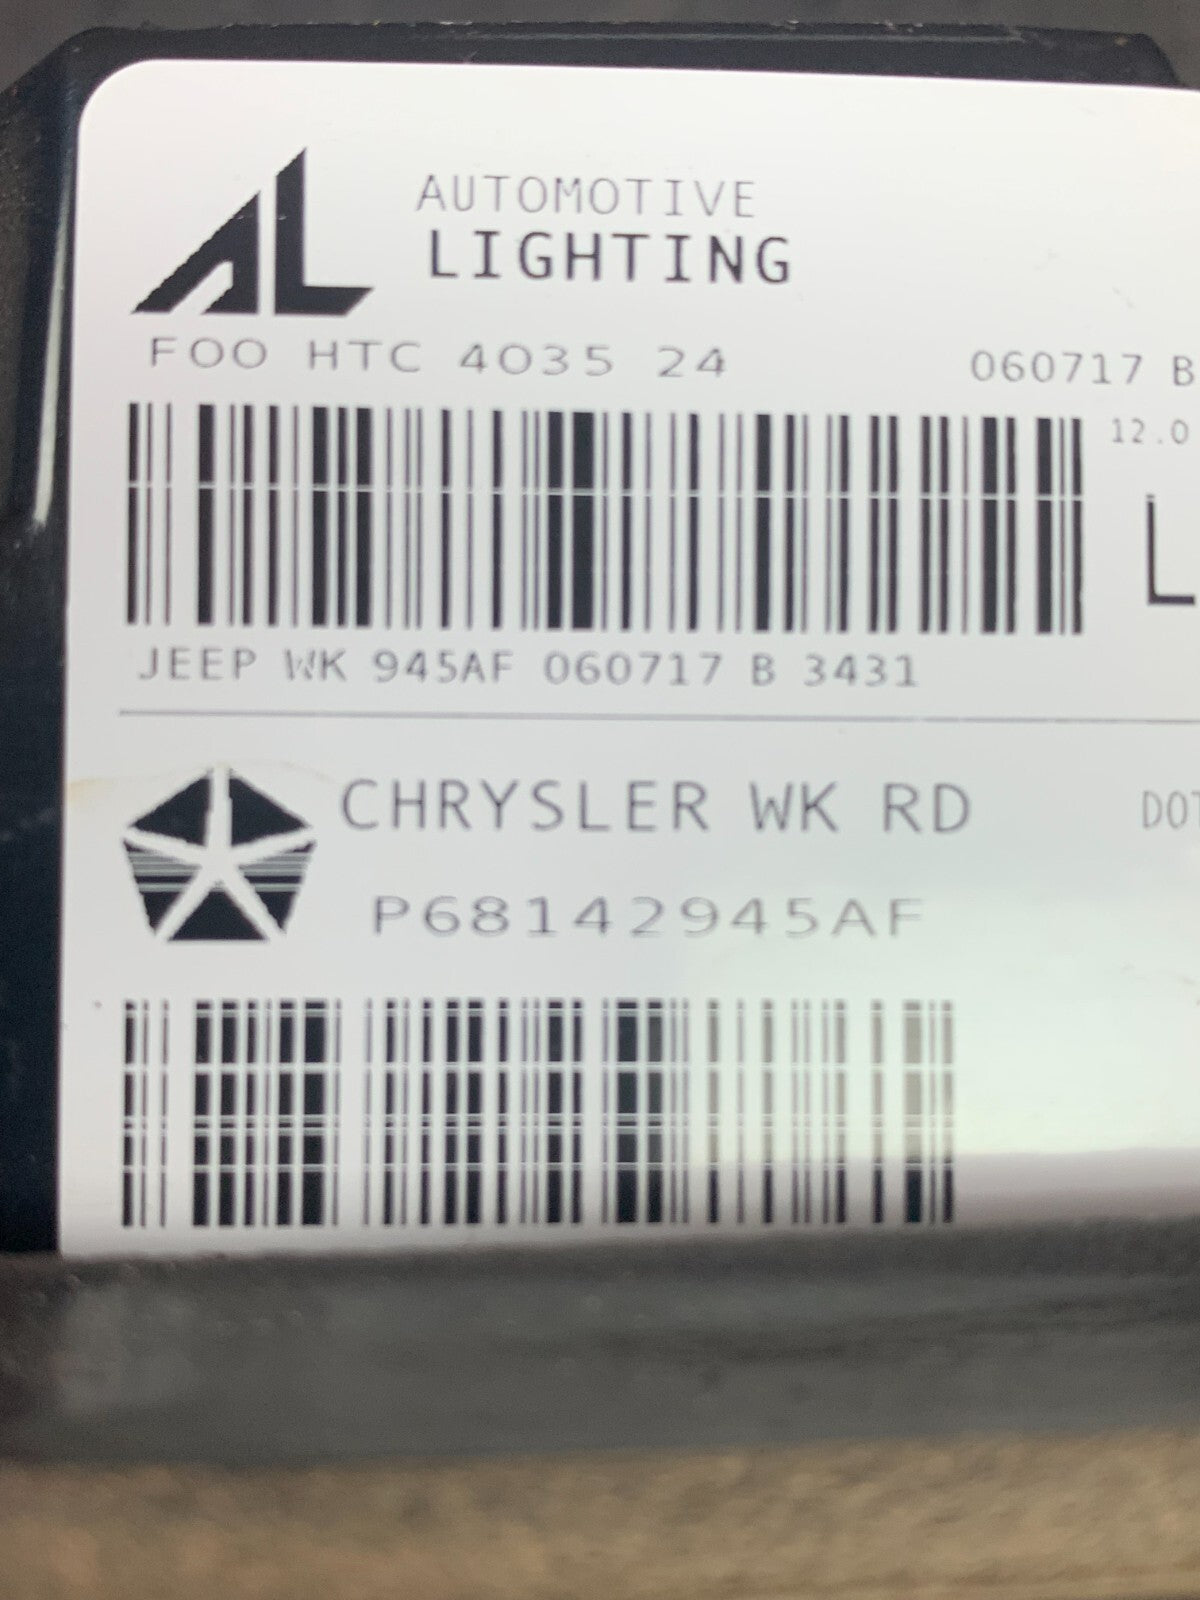 AL AUTOMOTIVE
LIGHTING
FOO HTC 4035 24 060717 B
12.0
L
JEEP WK 945AF 060717 B 3431
CHRYSLER WK RD DOT
P68142945AF